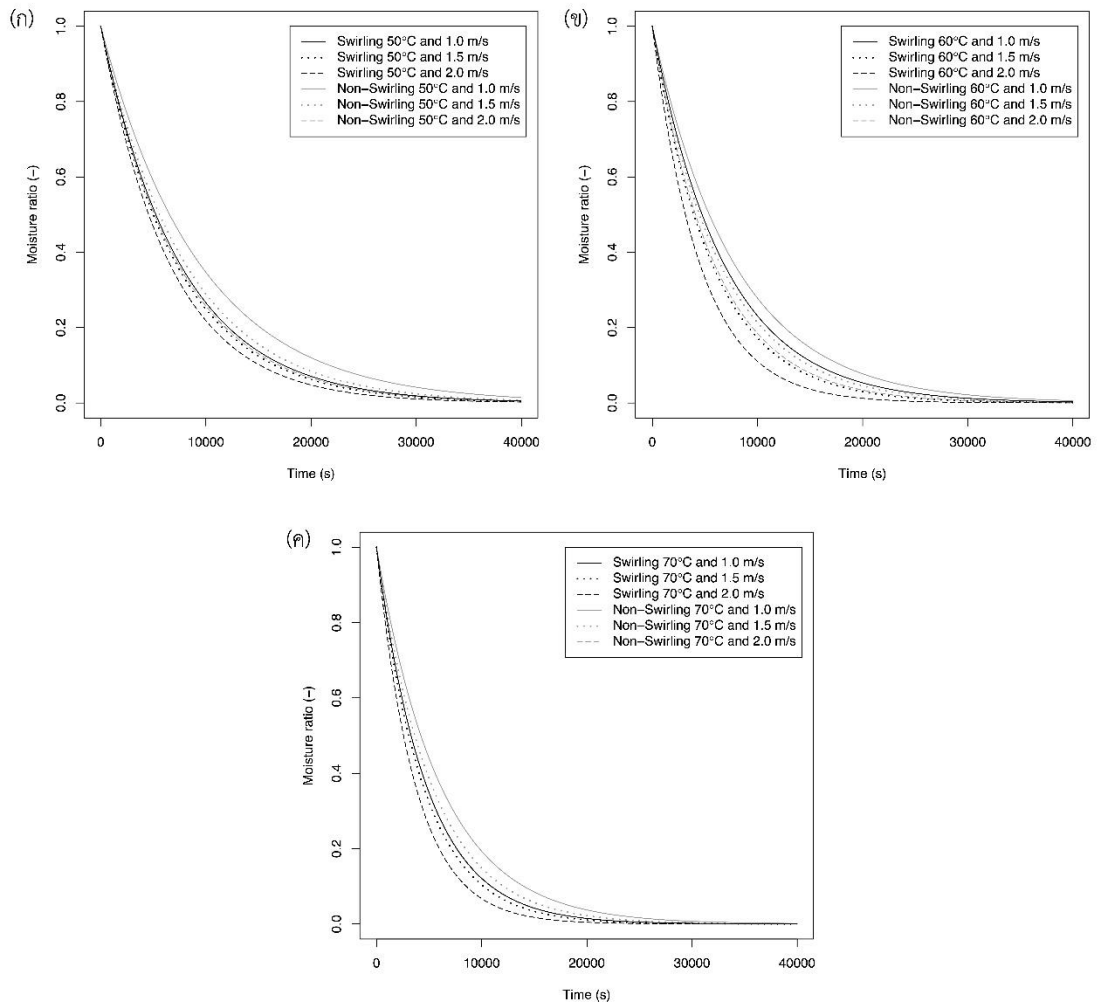 (ก)
Swirling 50°C and 1.0 m/s
Swirling 50°C and 1.5 m/s
Swirling 50°C and 2.0 m/s
Non−Swirling 50°C and 1.0 m/s
Non−Swirling 50°C and 1.5 m/s
Non−Swirling 50°C and 2.0 m/s
Moisture ratio (−)
1.0
0.8
0.6
0.4
0.2
0.0
0 10000 20000 30000 40000
Time (s)
(ข)
Swirling 60°C and 1.0 m/s
Swirling 60°C and 1.5 m/s
Swirling 60°C and 2.0 m/s
Non−Swirling 60°C and 1.0 m/s
Non−Swirling 60°C and 1.5 m/s
Non−Swirling 60°C and 2.0 m/s
Moisture ratio (−)
1.0
0.8
0.6
0.4
0.2
0.0
0 10000 20000 30000 40000
Time (s)
(ค)
Swirling 70°C and 1.0 m/s
Swirling 70°C and 1.5 m/s
Swirling 70°C and 2.0 m/s
Non−Swirling 70°C and 1.0 m/s
Non−Swirling 70°C and 1.5 m/s
Non−Swirling 70°C and 2.0 m/s
Moisture ratio (−)
1.0
0.8
0.6
0.4
0.2
0.0
0 10000 20000 30000 40000
Time (s)